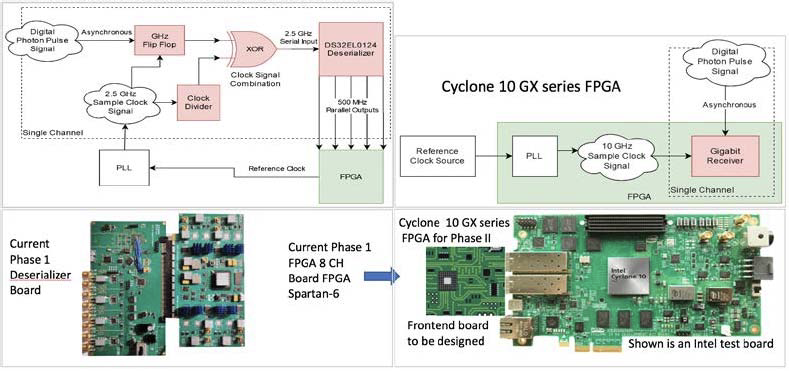 Digital
Photon Pulse
Signal
Asynchronous
GHz
Flip Flop
XOR
Clock Signal
Combination
2.5 GHz
Serial Input
DS32EL0124
Deserializer
2.5 GHz
Sample Clock
Signal
Clock
Divider
500 MHz
Parallel Outputs
Single Channel
PLL
Reference Clock
FPGA
Cyclone 10 GX series FPGA
Digital
Photon Pulse
Signal
Asynchronous
Reference
Clock Source
PLL
10 GHz
Sample Clock
Signal
Gigabit
Receiver
Single Channel
FPGA
Current
Phase 1
Deserializer
Board
Current Phase 1
FPGA 8 CH
Board FPGA
Spartan-6
Cyclone 10 GX series
FPGA for Phase II
Frontend board
to be designed
Intel
Cyclone 10
Shown is an Intel test board